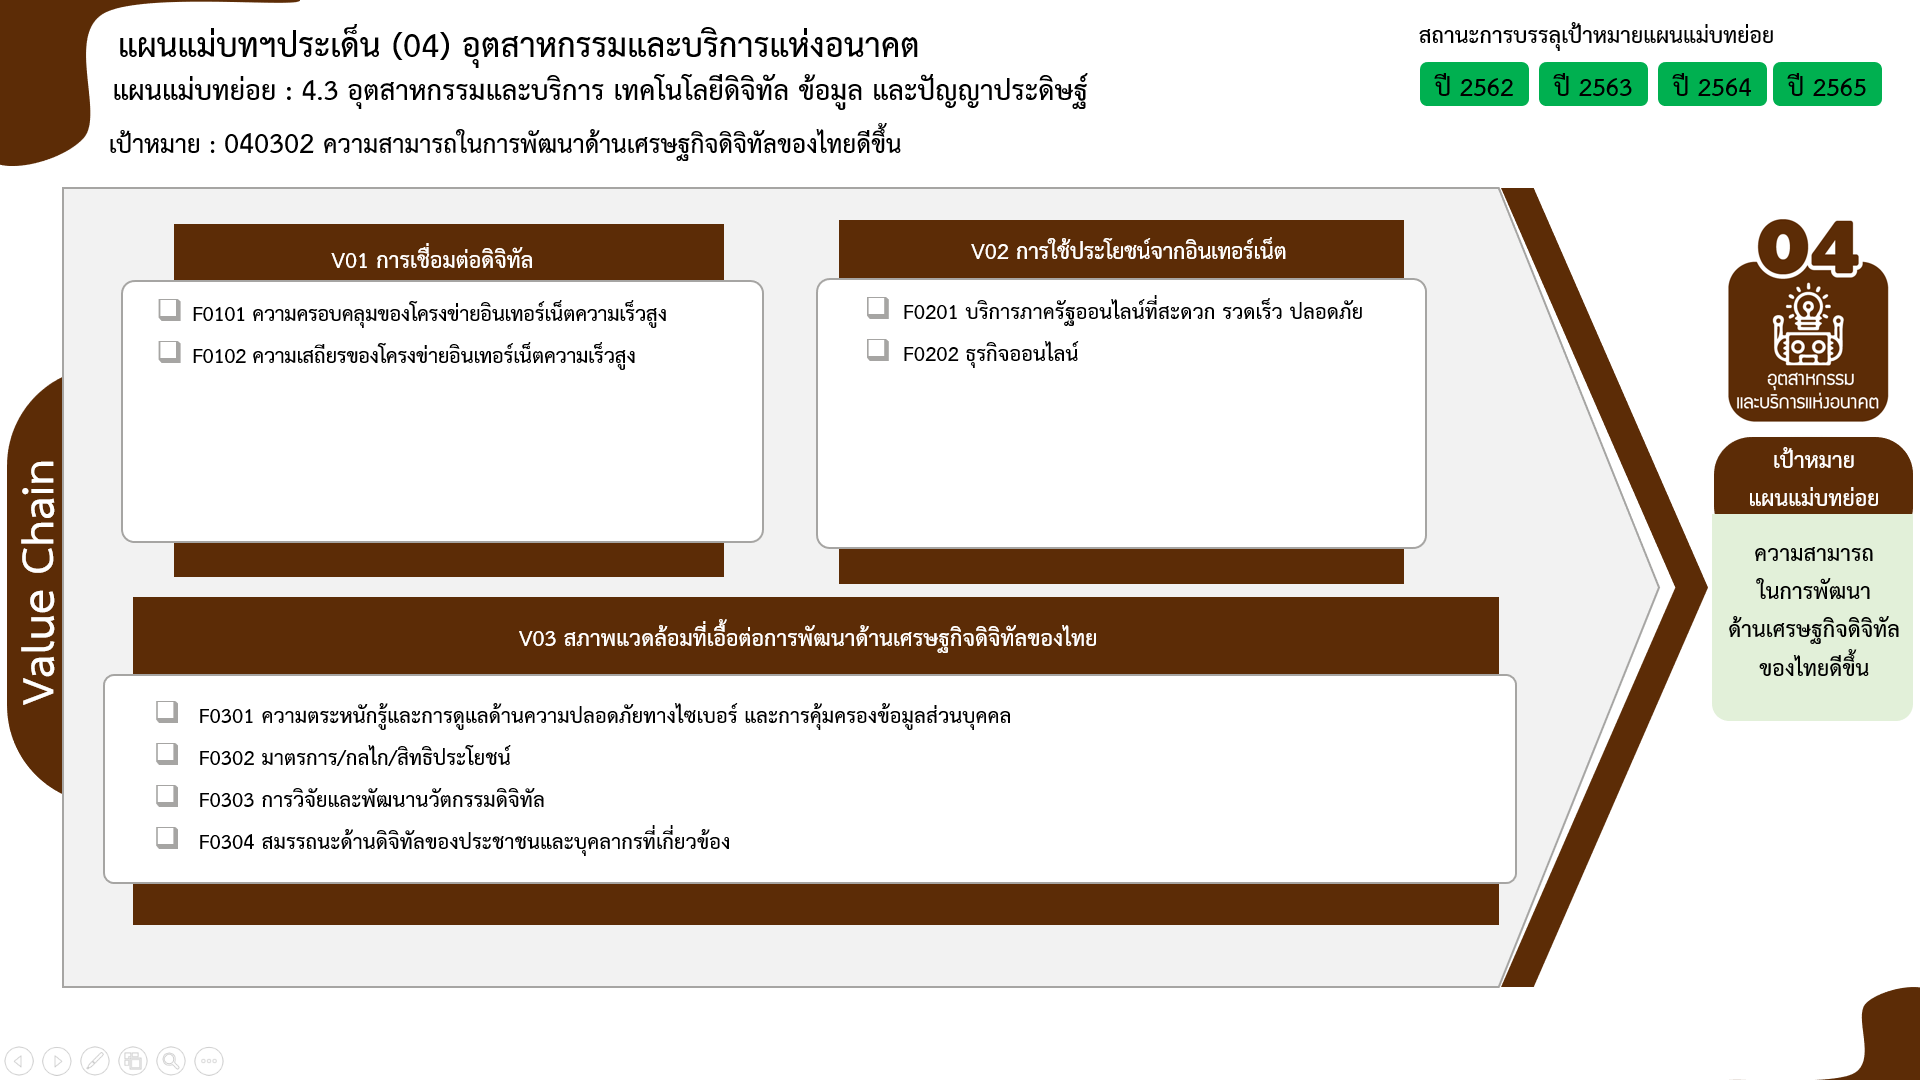 แผนแม่บทฯประเด็น (04) อุตสาหกรรมและบริการแห่งอนาคต
แผนแม่บทย่อย : 4.3 อุตสาหกรรมและบริการ เทคโนโลยีดิจิทัล ข้อมูล และปัญญาประดิษฐ์
เป้าหมาย : 040302 ความสามารถในการพัฒนาด้านเศรษฐกิจดิจิทัลของไทยดีขึ้น
สถานะการบรรลุเป้าหมายแผนแม่บทย่อย
ปี 2562 ปี 2563 ปี 2564 ปี 2565
Value Chain
V01 การเชื่อมต่อดิจิทัล
F0101 ความครอบคลุมของโครงข่ายอินเทอร์เน็ตความเร็วสูง
F0102 ความเสถียรของโครงข่ายอินเทอร์เน็ตความเร็วสูง
V02 การใช้ประโยชน์จากอินเทอร์เน็ต
F0201 บริการภาครัฐออนไลน์ที่สะดวก รวดเร็ว ปลอดภัย
F0202 ธุรกิจออนไลน์
V03 สภาพแวดล้อมที่เอื้อต่อการพัฒนาด้านเศรษฐกิจดิจิทัลของไทย
F0301 ความตระหนักรู้และการดูแลด้านความปลอดภัยทางไซเบอร์ และการคุ้มครองข้อมูลส่วนบุคคล
F0302 มาตรการ/กลไก/สิทธิประโยชน์
F0303 การวิจัยและพัฒนานวัตกรรมดิจิทัล
F0304 สมรรถนะด้านดิจิทัลของประชาชนและบุคลากรที่เกี่ยวข้อง
04
อุตสาหกรรม
และบริการแห่งอนาคต
เป้าหมาย
แผนแม่บทย่อย
ความสามารถ
ในการพัฒนา
ด้านเศรษฐกิจดิจิทัล
ของไทยดีขึ้น